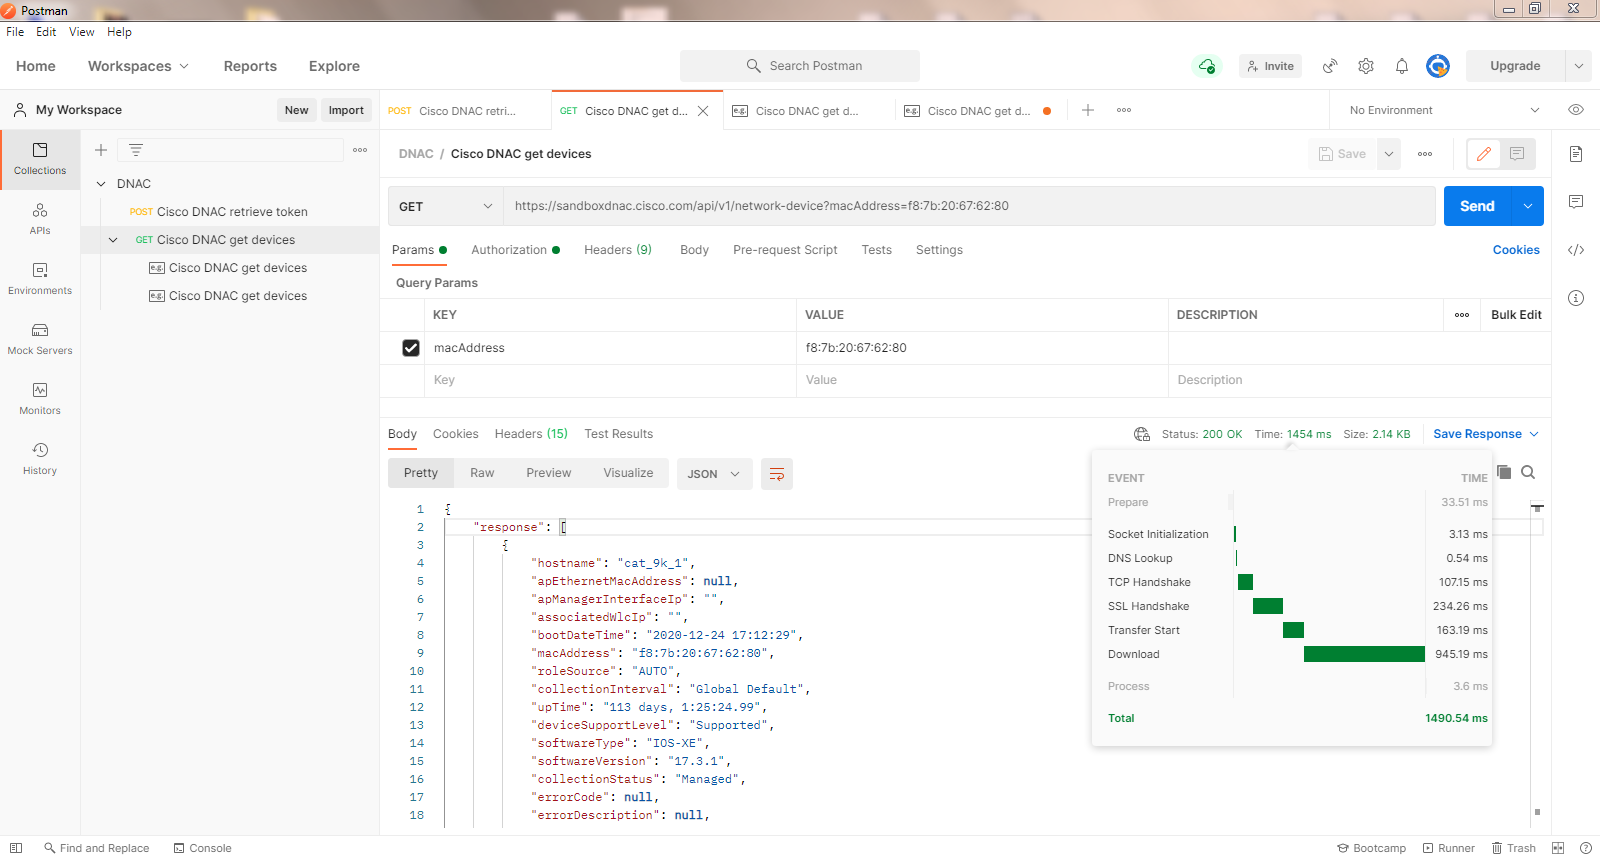 Postman
File Edit View Help
Home Workspaces Reports Explore Search Postman Invite Upgrade
My Workspace New Import POST Cisco DNAC retri... GET Cisco DNAC get d... e.g. Cisco DNAC get d... e.g. Cisco DNAC get d... No Environment
Collections
APIs
Environments
Mock Servers
Monitors
History
DNAC
POST Cisco DNAC retrieve token
GET Cisco DNAC get devices
e.g. Cisco DNAC get devices
e.g. Cisco DNAC get devices
DNAC / Cisco DNAC get devices Save
GET https://sandboxdnac.cisco.com/api/v1/network-device?macAddress=f8:7b:20:67:62:80 Send
Params Authorization Headers (9) Body Pre-request Script Tests Settings Cookies
Query Params
KEY VALUE DESCRIPTION Bulk Edit
macAddress f8:7b:20:67:62:80
Key Value Description
Body Cookies Headers (15) Test Results Status: 200 OK Time: 1454 ms Size: 2.14 KB Save Response
Pretty Raw Preview Visualize JSON
1 {
2 "response": [
3 {
4 "hostname": "cat_9k_1",
5 "apEthernetMacAddress": null,
6 "apManagerInterfaceIp": "",
7 "associatedWlcIp": "",
8 "bootDateTime": "2020-12-24 17:12:29",
9 "macAddress": "f8:7b:20:67:62:80",
10 "roleSource": "AUTO",
11 "collectionInterval": "Global Default",
12 "upTime": "113 days, 1:25:24.99",
13 "deviceSupportLevel": "Supported",
14 "softwareType": "IOS-XE",
15 "softwareVersion": "17.3.1",
16 "collectionStatus": "Managed",
17 "errorCode": null,
18 "errorDescription": null,
EVENT TIME
Prepare 33.51 ms
Socket Initialization 3.13 ms
DNS Lookup 0.54 ms
TCP Handshake 107.15 ms
SSL Handshake 234.26 ms
Transfer Start 163.19 ms
Download 945.19 ms
Process 3.6 ms
Total 1490.54 ms
Find and Replace Console Bootcamp Runner Trash